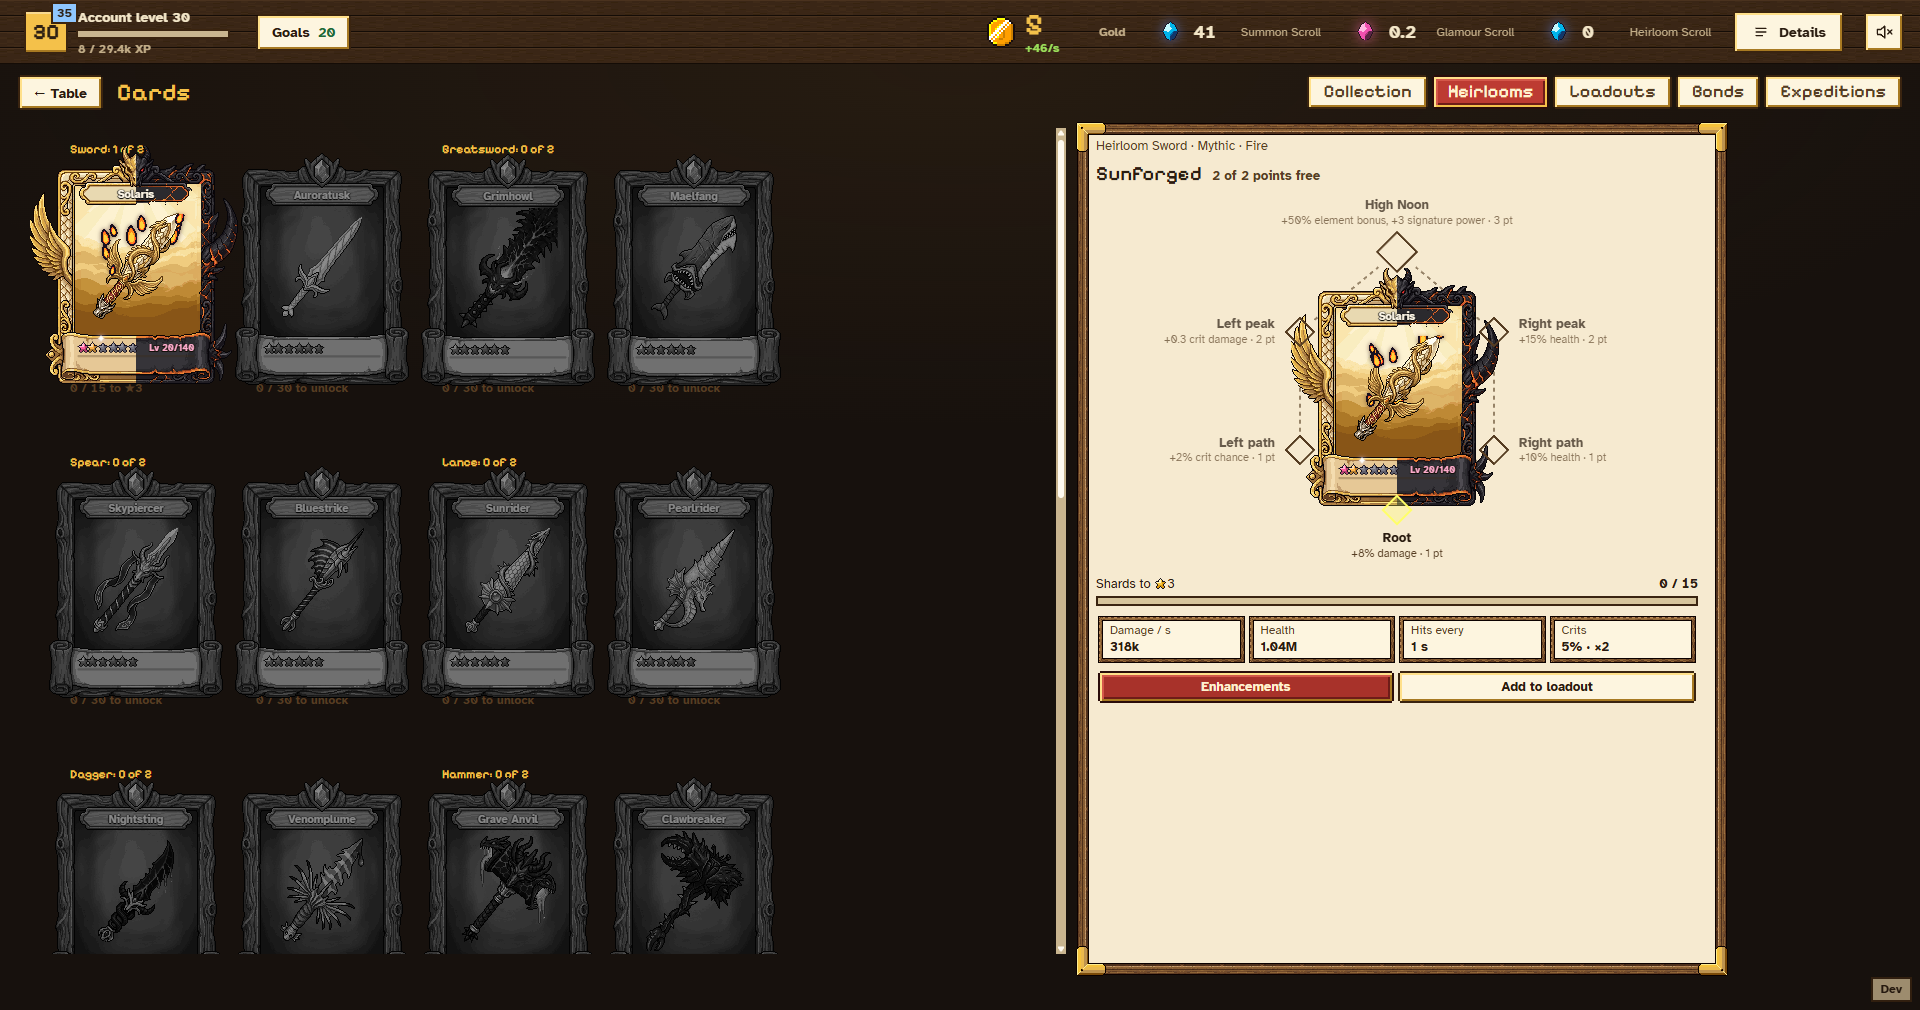 35
30
Account level 30
8 / 29.4k XP
Goals 20
S
+46/s
Gold
41
Summon Scroll
0.2
Glamour Scroll
0
Heirloom Scroll
Details
← Table
Cards
Collection
Heirlooms
Loadouts
Bonds
Expeditions
Sword: 1 of 2
Greatsword: 0 of 2
Solaris
Auroratusk
Grimhowl
Maelfang
Lv 20/140
0 / 15 to ★3
0 / 30 to unlock
0 / 30 to unlock
0 / 30 to unlock
Spear: 0 of 2
Lance: 0 of 2
Skypiercer
Bluestrike
Sunrider
Pearlrider
0 / 30 to unlock
0 / 30 to unlock
0 / 30 to unlock
0 / 30 to unlock
Dagger: 0 of 2
Hammer: 0 of 2
Nightsting
Venomplume
Grave Anvil
Clawbreaker
Heirloom Sword · Mythic · Fire
Sunforged 2 of 2 points free
High Noon
+50% element bonus, +3 signature power · 3 pt
Left peak
+0.3 crit damage · 2 pt
Right peak
+15% health · 2 pt
Solaris
Left path
+2% crit chance · 1 pt
Right path
+10% health · 1 pt
Lv 20/140
Root
+8% damage · 1 pt
Shards to ★3
0 / 15
Damage / s
318k
Health
1.04M
Hits every
1 s
Crits
5% · ×2
Enhancements
Add to loadout
Dev